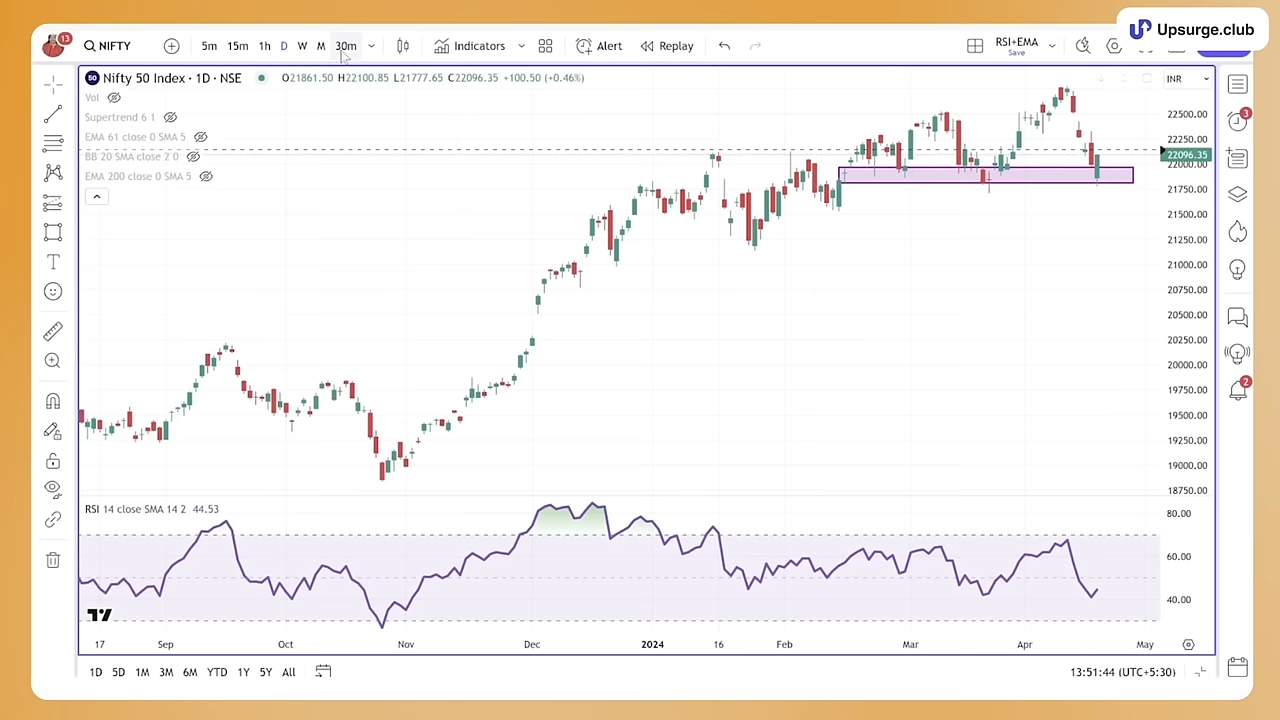 Upsurge.club
13 NIFTY 5m 15m 1h D W M 30m Indicators Alert Replay RSI+EMA Save
Nifty 50 Index · 1D · NSE O21861.50 H22100.85 L21777.65 C22096.35 +100.50 (+0.46%) INR
Vol
Supertrend 6 1
EMA 61 close 0 SMA 5
BB 20 SMA close 2 0
EMA 200 close 0 SMA 5
22500.00
22250.00
22096.35
22000.00
21750.00
21500.00
21250.00
21000.00
20750.00
20500.00
20250.00
20000.00
19750.00
19500.00
19250.00
19000.00
18750.00
RSI 14 close SMA 14 2 44.53
80.00
60.00
40.00
17 Sep Oct Nov Dec 2024 16 Feb Mar Apr May
1D 5D 1M 3M 6M YTD 1Y 5Y All 13:51:44 (UTC+5:30)
3
2